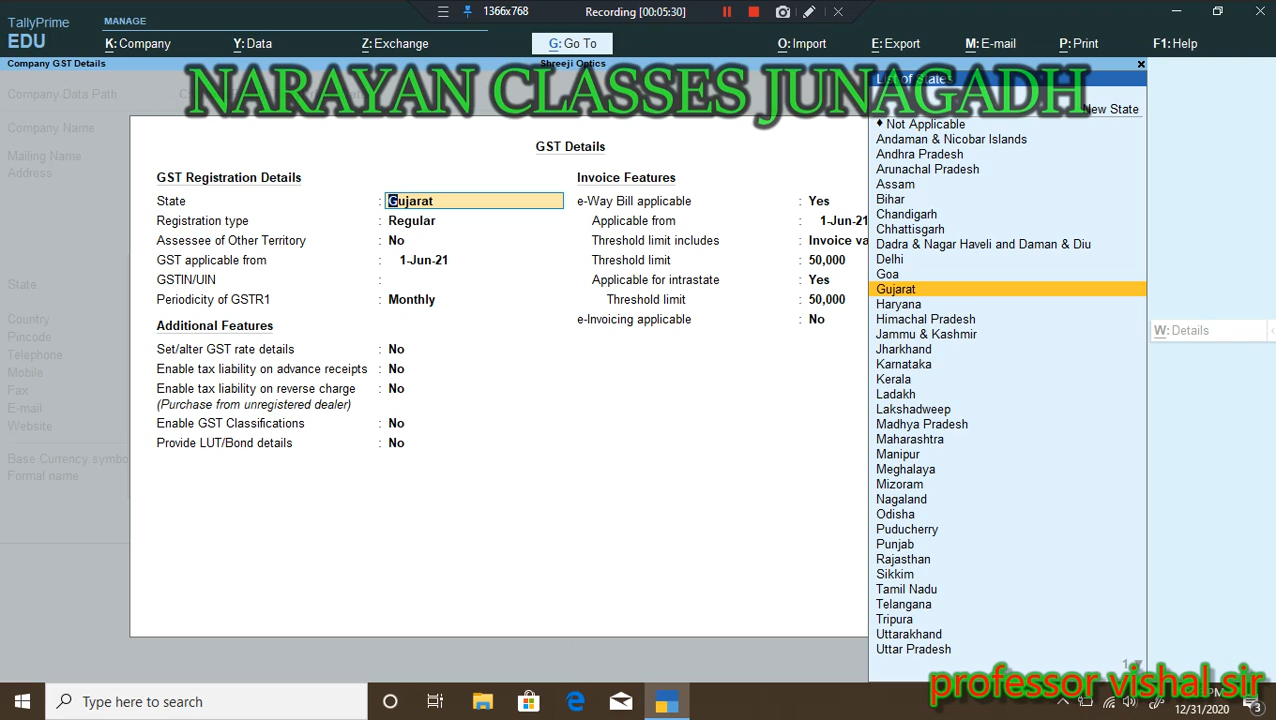 1366x768 Recording [00:05:30]
TallyPrime MANAGE
EDU K: Company Y: Data Z: Exchange G: Go To O: Import E: Export M: E-mail P: Print F1: Help
Company GST Details Shreeji Optics
NARAYAN CLASSES JUNAGADH
List of States
Company Data Path
New State
Company Name
Mailing Name
Address
State
Country
Pincode
Telephone
Mobile
Fax
E-mail
Website
Base Currency symbo
Formal name
GST Details
GST Registration Details
State : Gujarat
Registration type : Regular
Assessee of Other Territory : No
GST applicable from : 1-Jun-21
GSTIN/UIN :
Periodicity of GSTR1 : Monthly
Additional Features
Set/alter GST rate details : No
Enable tax liability on advance receipts : No
Enable tax liability on reverse charge : No
(Purchase from unregistered dealer)
Enable GST Classifications : No
Provide LUT/Bond details : No
Invoice Features
e-Way Bill applicable : Yes
Applicable from : 1-Jun-21
Threshold limit includes : Invoice va
Threshold limit : 50,000
Applicable for intrastate : Yes
Threshold limit : 50,000
e-Invoicing applicable : No
♦ Not Applicable
Andaman & Nicobar Islands
Andhra Pradesh
Arunachal Pradesh
Assam
Bihar
Chandigarh
Chhattisgarh
Dadra & Nagar Haveli and Daman & Diu
Delhi
Goa
Gujarat
Haryana
Himachal Pradesh
Jammu & Kashmir
Jharkhand
Karnataka
Kerala
Ladakh
Lakshadweep
Madhya Pradesh
Maharashtra
Manipur
Meghalaya
Mizoram
Nagaland
Odisha
Puducherry
Punjab
Rajasthan
Sikkim
Tamil Nadu
Telangana
Tripura
Uttarakhand
Uttar Pradesh
W: Details
professor vishal sir
Type here to search
12/31/2020
3